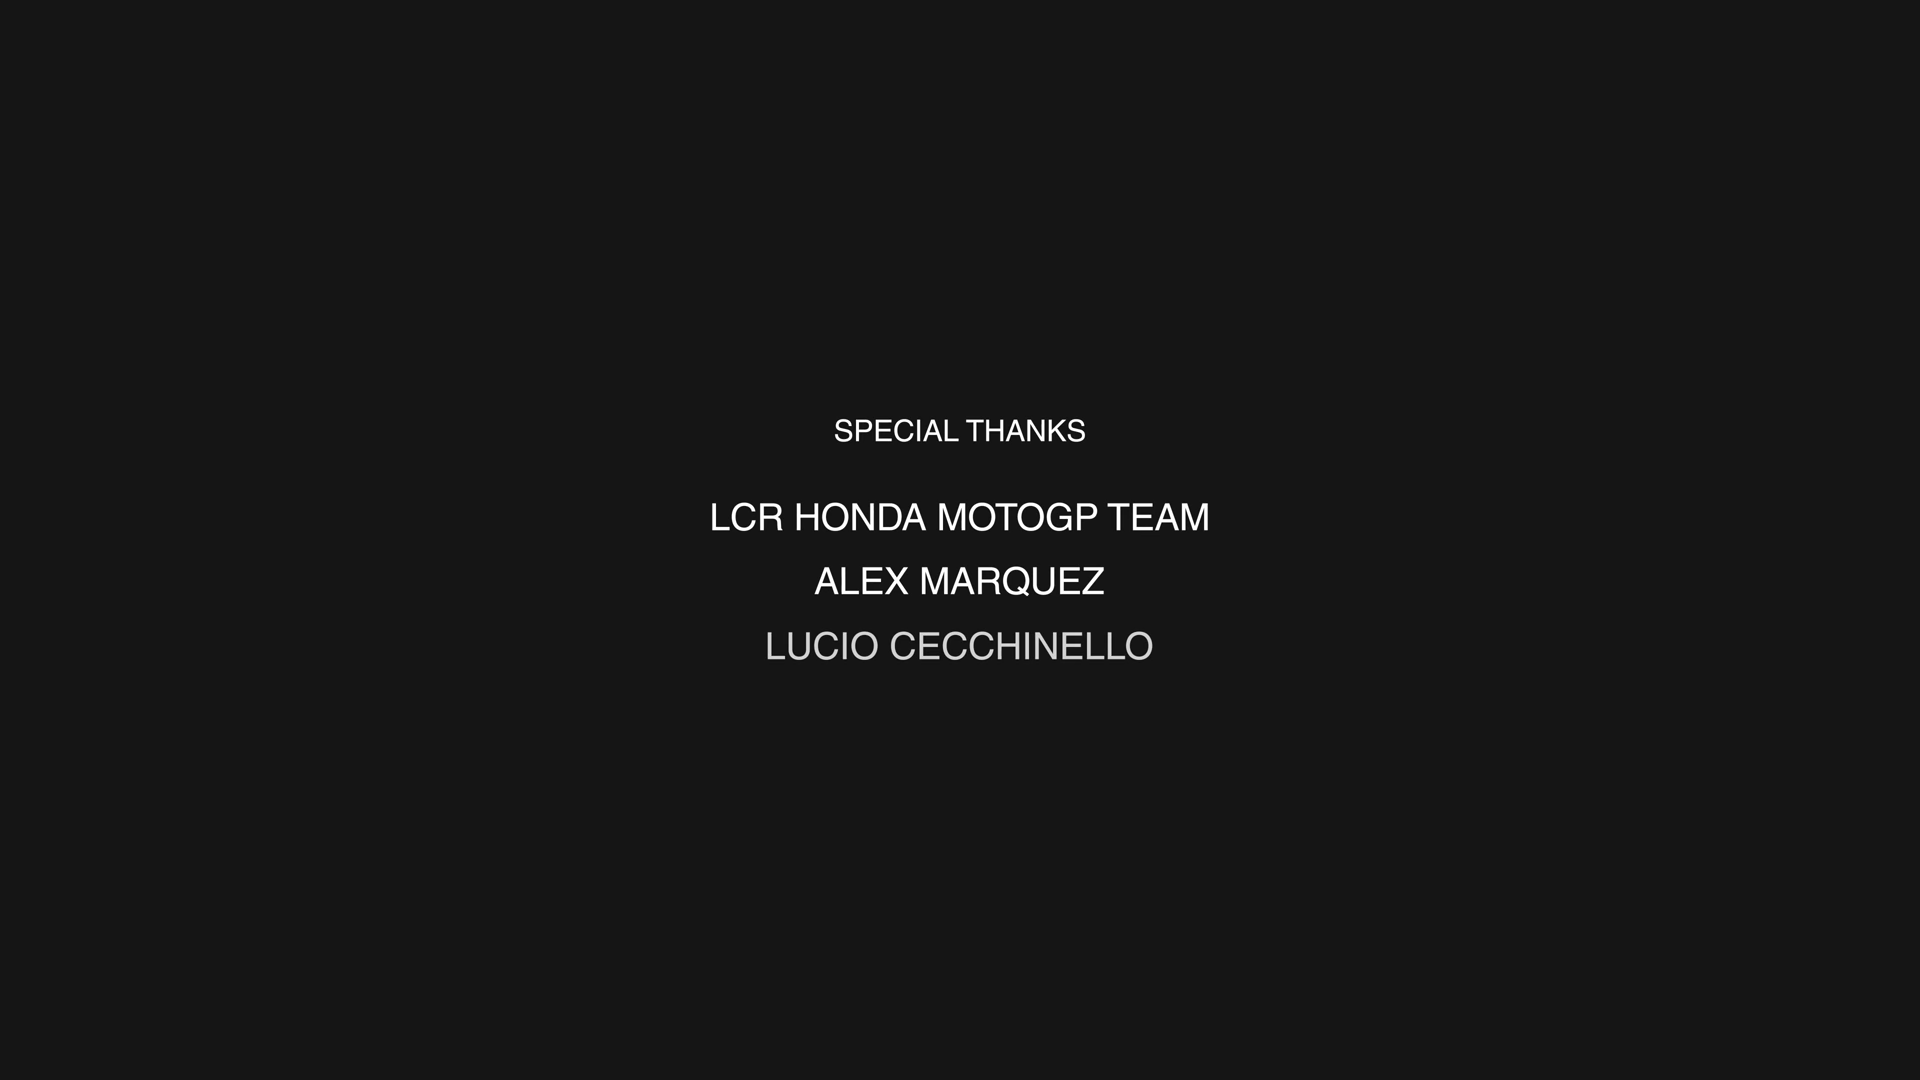 SPECIAL THANKS
LCR HONDA MOTOGP TEAM
ALEX MARQUEZ
LUCIO CECCHINELLO